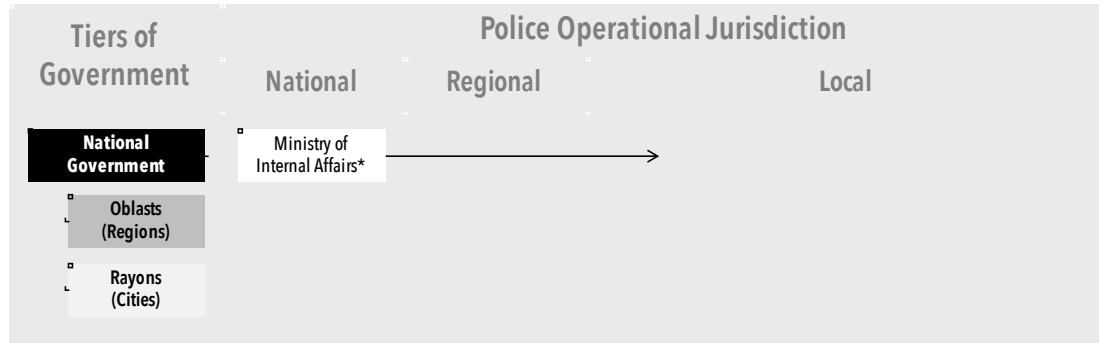 Tiers of
Government
Police Operational Jurisdiction
National
Regional
Local
National
Government
Ministry of
Internal Affairs*
Oblasts
(Regions)
Rayons
(Cities)